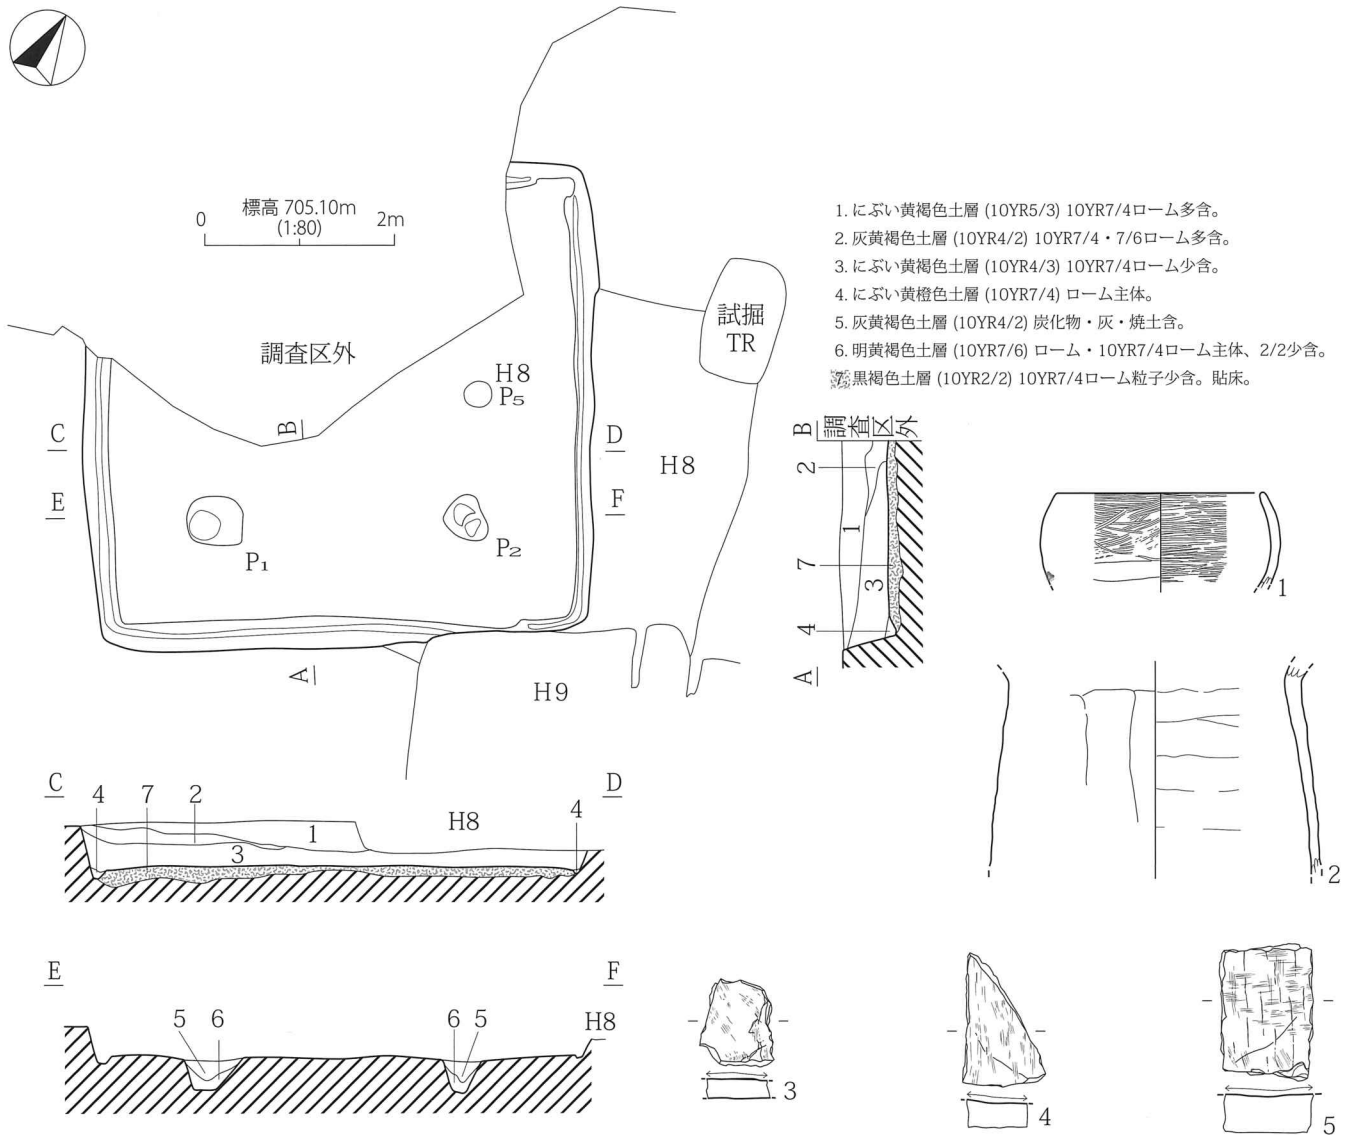 標高 705.10m
0 (1:80) 2m
調査区外
試掘
TR
H8
P5
B
C
D
E
F
H8
P1
P2
A
H9
1. にぶい黄褐色土層 (10YR5/3) 10YR7/4ローム多含。
2. 灰黄褐色土層 (10YR4/2) 10YR7/4・7/6ローム多含。
3. にぶい黄褐色土層 (10YR4/3) 10YR7/4ローム少含。
4. にぶい黄橙色土層 (10YR7/4) ローム主体。
5. 灰黄褐色土層 (10YR4/2) 炭化物・灰・焼土含。
6. 明黄褐色土層 (10YR7/6) ローム・10YR7/4ローム主体、2/2少含。
7. 黒褐色土層 (10YR2/2) 10YR7/4ローム粒子少含。貼床。
B 調査区外
2
1
7
3
4
A
1
2
C D
4 7 2 4
1 H8
3
E F
5 6 6 5 H8
3
4
5